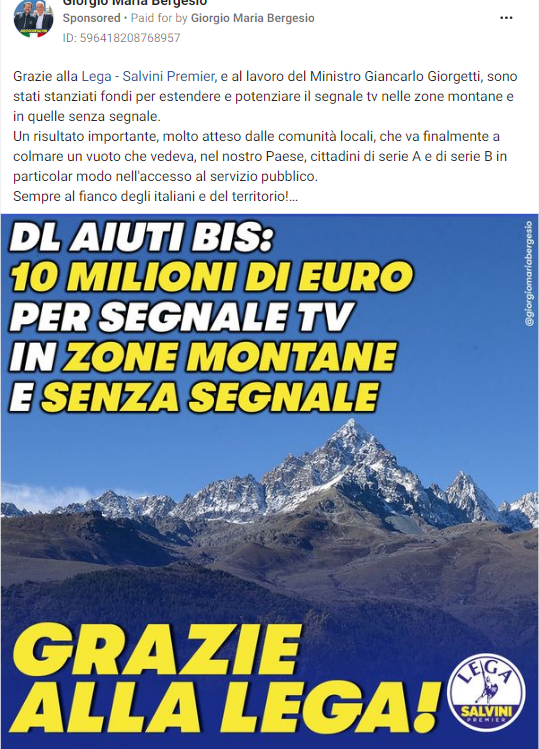 Giorgio Maria Bergesio
Sponsored • Paid for by Giorgio Maria Bergesio
ID: 596418208768957
Grazie alla Lega - Salvini Premier, e al lavoro del Ministro Giancarlo Giorgetti, sono
stati stanziati fondi per estendere e potenziare il segnale tv nelle zone montane e
in quelle senza segnale.
Un risultato importante, molto atteso dalle comunità locali, che va finalmente a
colmare un vuoto che vedeva, nel nostro Paese, cittadini di serie A e di serie B in
particolar modo nell'accesso al servizio pubblico.
Sempre al fianco degli italiani e del territorio!...
@giorgiomariabergesio
DL AIUTI BIS:
10 MILIONI DI EURO
PER SEGNALE TV
IN ZONE MONTANE
E SENZA SEGNALE
GRAZIE
ALLA LEGA!
LEGA
SALVINI
PREMIER